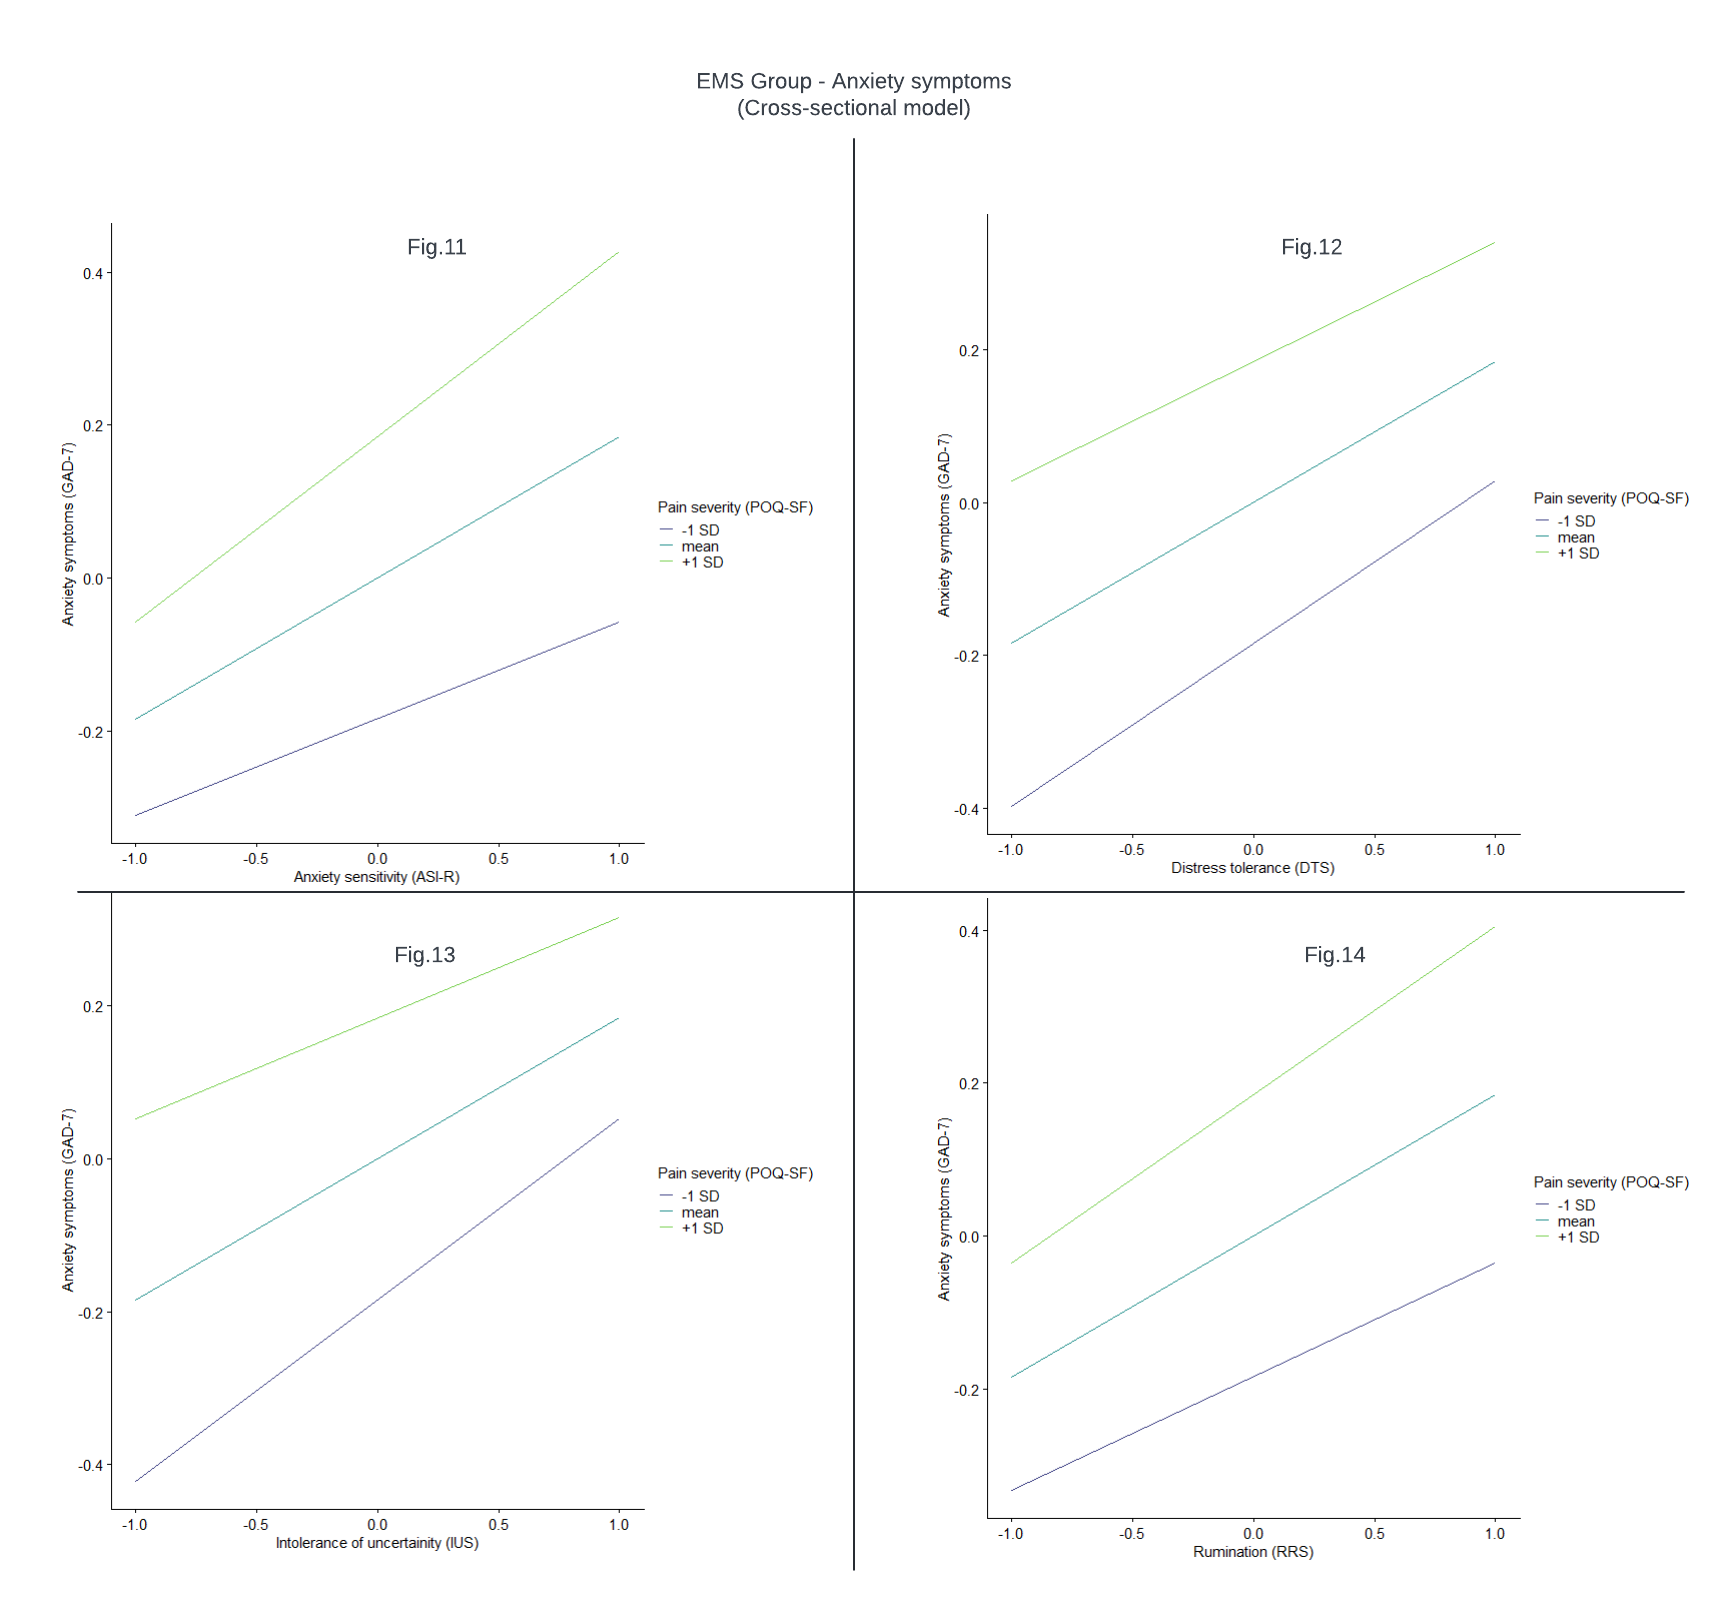 EMS Group - Anxiety symptoms
(Cross-sectional model)
Fig.11
0.4
0.2
0.0
-0.2
Anxiety symptoms (GAD-7)
-1.0 -0.5 0.0 0.5 1.0
Anxiety sensitivity (ASI-R)
Pain severity (POQ-SF)
-1 SD
mean
+1 SD
Fig.12
0.2
0.0
-0.2
-0.4
Anxiety symptoms (GAD-7)
-1.0 -0.5 0.0 0.5 1.0
Distress tolerance (DTS)
Pain severity (POQ-SF)
-1 SD
mean
+1 SD
Fig.13
0.2
0.0
-0.2
-0.4
Anxiety symptoms (GAD-7)
-1.0 -0.5 0.0 0.5 1.0
Intolerance of uncertainity (IUS)
Pain severity (POQ-SF)
-1 SD
mean
+1 SD
Fig.14
0.4
0.2
0.0
-0.2
Anxiety symptoms (GAD-7)
-1.0 -0.5 0.0 0.5 1.0
Rumination (RRS)
Pain severity (POQ-SF)
-1 SD
mean
+1 SD